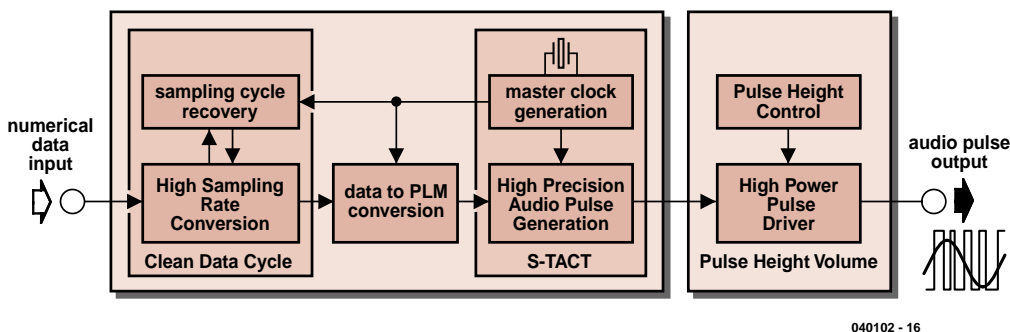 numerical
data
input
sampling cycle
recovery
High Sampling
Rate
Conversion
Clean Data Cycle
data to PLM
conversion
master clock
generation
High Precision
Audio Pulse
Generation
S-TACT
Pulse Height
Control
High Power
Pulse
Driver
Pulse Height Volume
audio pulse
output
040102 - 16